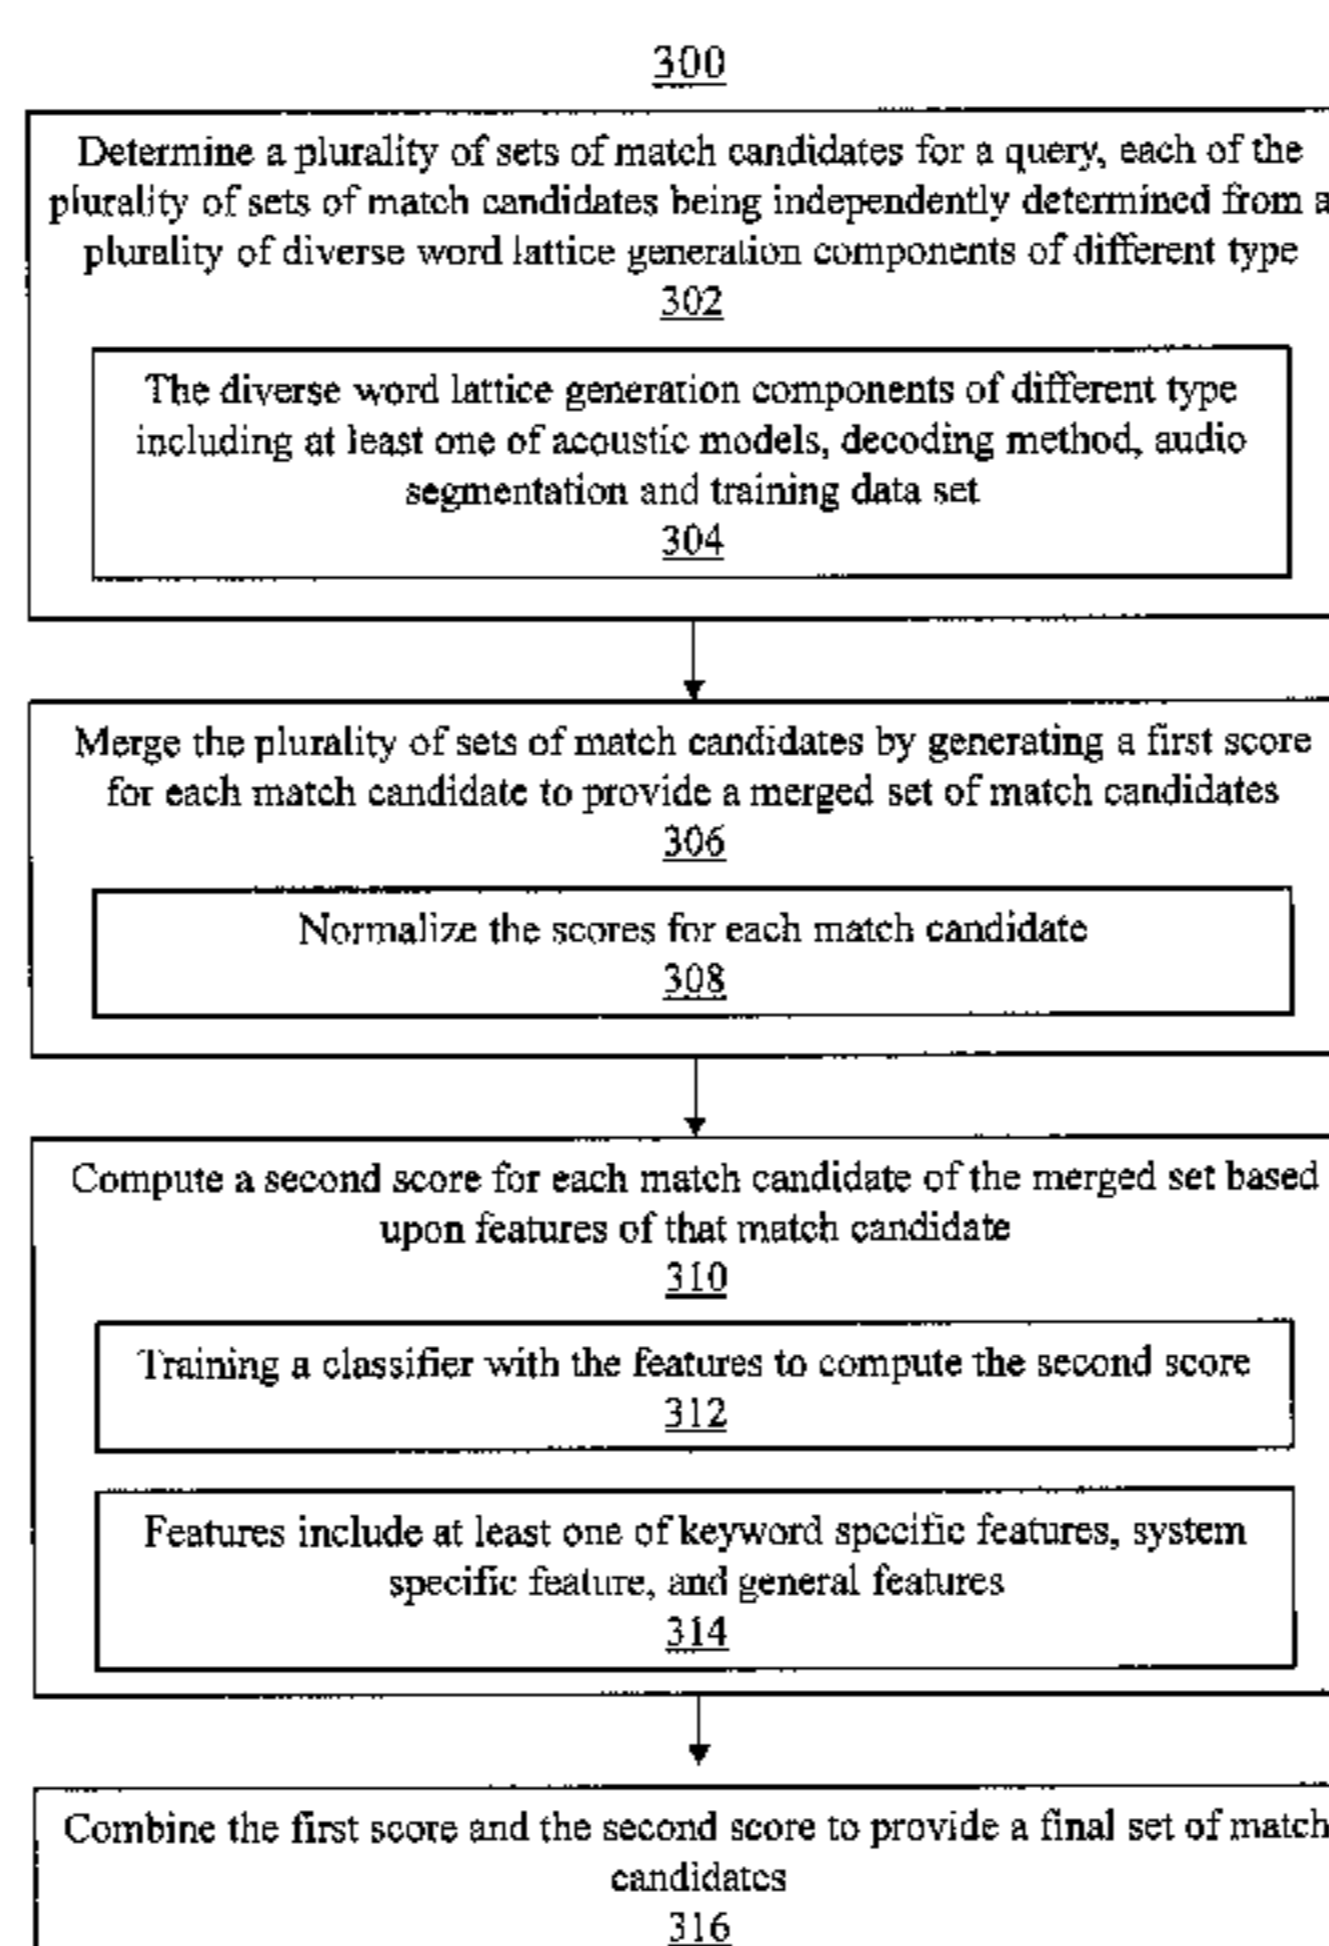 300
Determine a plurality of sets of match candidates for a query, each of the
plurality of sets of match candidates being independently determined from a
plurality of diverse word lattice generation components of different type
302
The diverse word lattice generation components of different type
including at least one of acoustic models, decoding method, audio
segmentation and training data set
304
Merge the plurality of sets of match candidates by generating a first score
for each match candidate to provide a merged set of match candidates
306
Normalize the scores for each match candidate
308
Compute a second score for each match candidate of the merged set based
upon features of that match candidate
310
Training a classifier with the features to compute the second score
312
Features include at least one of keyword specific features, system
specific feature, and general features
314
Combine the first score and the second score to provide a final set of match
candidates
316